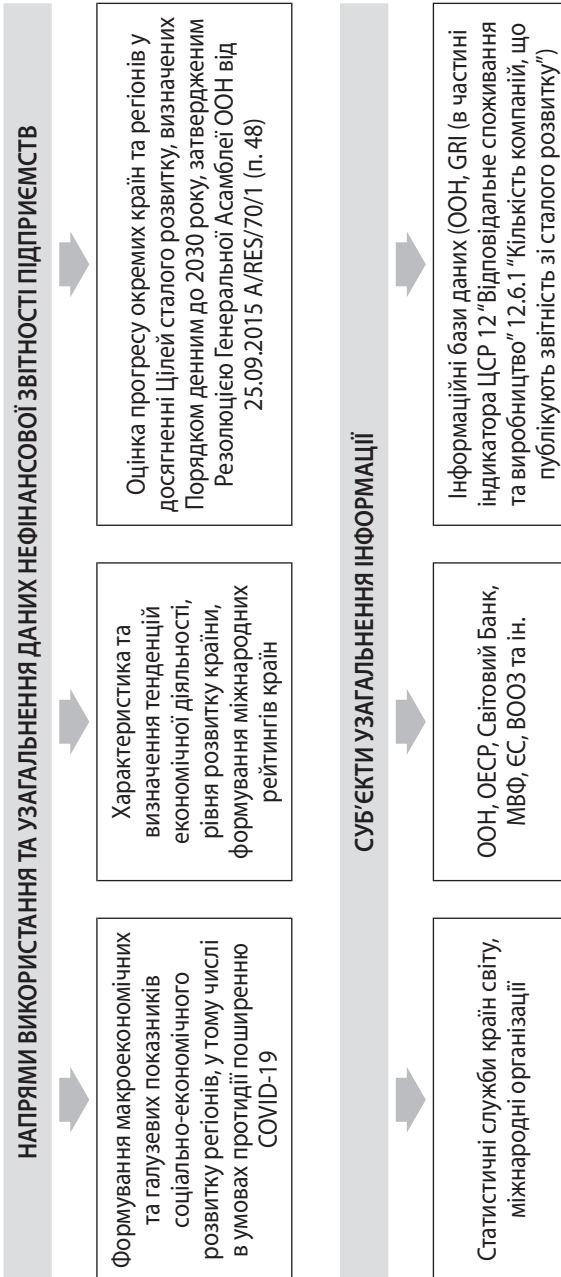 НАПРЯМИ ВИКОРИСТАННЯ ТА УЗАГАЛЬНЕННЯ ДАНИХ НЕФІНАНСОВОЇ ЗВІТНОСТІ ПІДПРИЄМСТВ
Формування макроекономічних
та галузевих показників
соціально-економічного
розвитку регіонів, у тому числі
в умовах протидії поширенню
COVID-19
Характеристика та
визначення тенденцій
економічної діяльності,
рівня розвитку країни,
формування міжнародних
рейтингів країн
Оцінка прогресу окремих країн та регіонів у
досягненні Цілей сталого розвитку, визначених
Порядком денним до 2030 року, затвердженим
Резолюцією Генеральної Асамблеї ООН від
25.09.2015 A/RES/70/1 (п. 48)
СУБ’ЄКТИ УЗАГАЛЬНЕННЯ ІНФОРМАЦІЇ
Статистичні служби країн світу,
міжнародні організації
ООН, ОЕСР, Світовий Банк,
МВФ, ЄС, ВООЗ та ін.
Інформаційні бази даних (ООН, GRI (в частині
індикатора ЦСР 12 “Відповідальне споживання
та виробництво” 12.6.1 “Кількість компаній, що
публікують звітність зі сталого розвитку”)